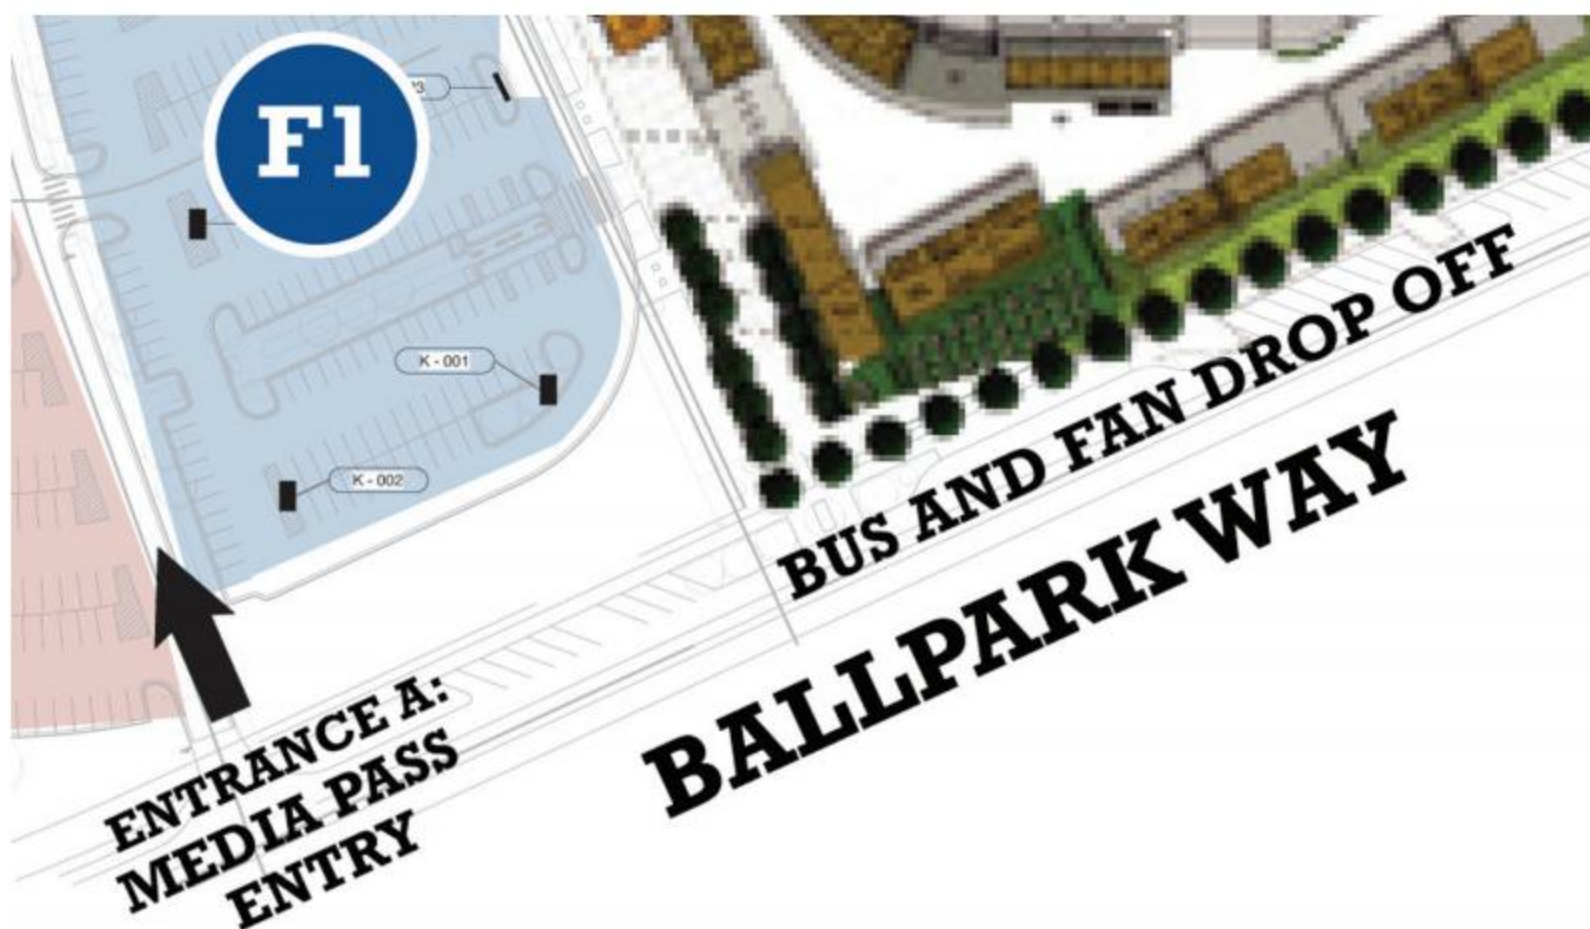 F1
K - 001
K - 002
BUS AND FAN DROP OFF
BALLPARK WAY
ENTRANCE A:
MEDIA PASS
ENTRY